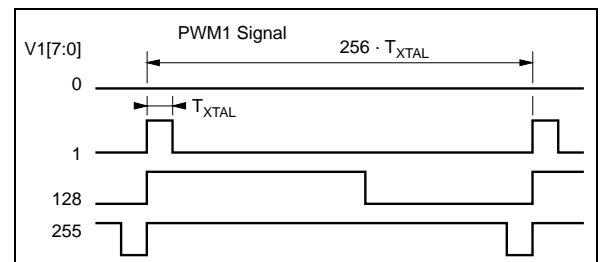 PWM1 Signal
V1[7:0]
256 · TXTAL
0
TXTAL
1
128
255